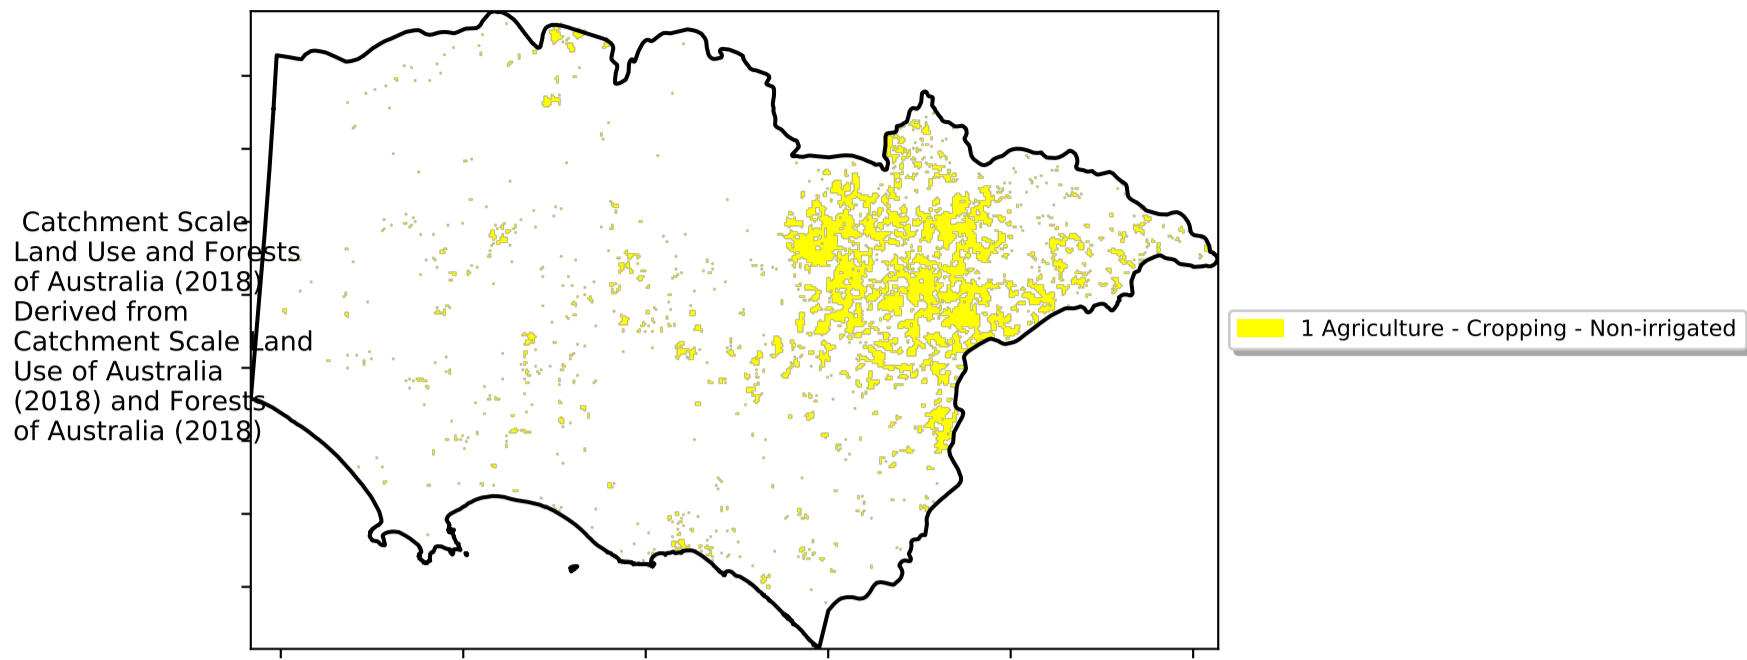 Catchment Scale
Land Use and Forests
of Australia (2018)
Derived from
Catchment Scale Land
Use of Australia
(2018) and Forests
of Australia (2018)
1 Agriculture - Cropping - Non-irrigated